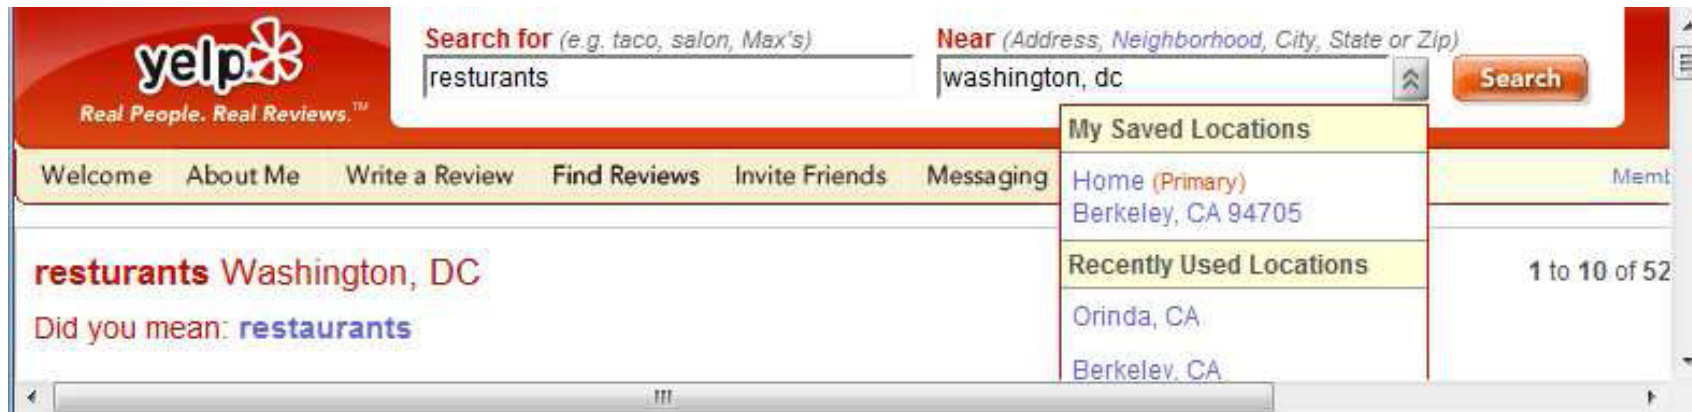 yelp
Real People. Real Reviews.™
Search for (e.g. taco, salon, Max's)
resturants
Near (Address, Neighborhood, City, State or Zip)
washington, dc
Search
Welcome About Me Write a Review Find Reviews Invite Friends Messaging
My Saved Locations
Home (Primary)
Berkeley, CA 94705
Recently Used Locations
Orinda, CA
Berkeley, CA
resturants Washington, DC
1 to 10 of 52
Did you mean: restaurants